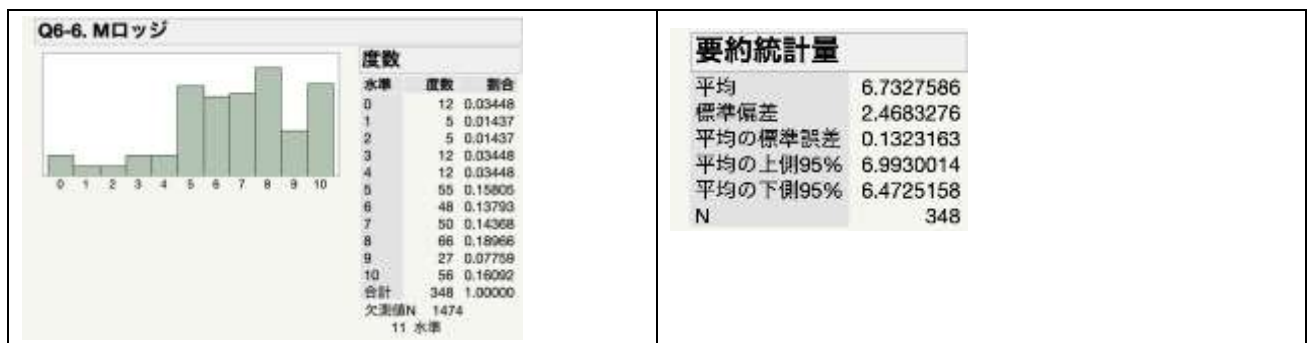 Q6-6. Mロッジ
0 1 2 3 4 5 6 7 8 9 10
度数
水準 度数 割合
0 12 0.03448
1 5 0.01437
2 5 0.01437
3 12 0.03448
4 12 0.03448
5 55 0.15805
6 48 0.13793
7 50 0.14368
8 66 0.18966
9 27 0.07759
10 56 0.16092
合計 348 1.00000
欠測値N 1474
11 水準
要約統計量
平均 6.7327586
標準偏差 2.4683276
平均の標準誤差 0.1323163
平均の上側95% 6.9930014
平均の下側95% 6.4725158
N 348